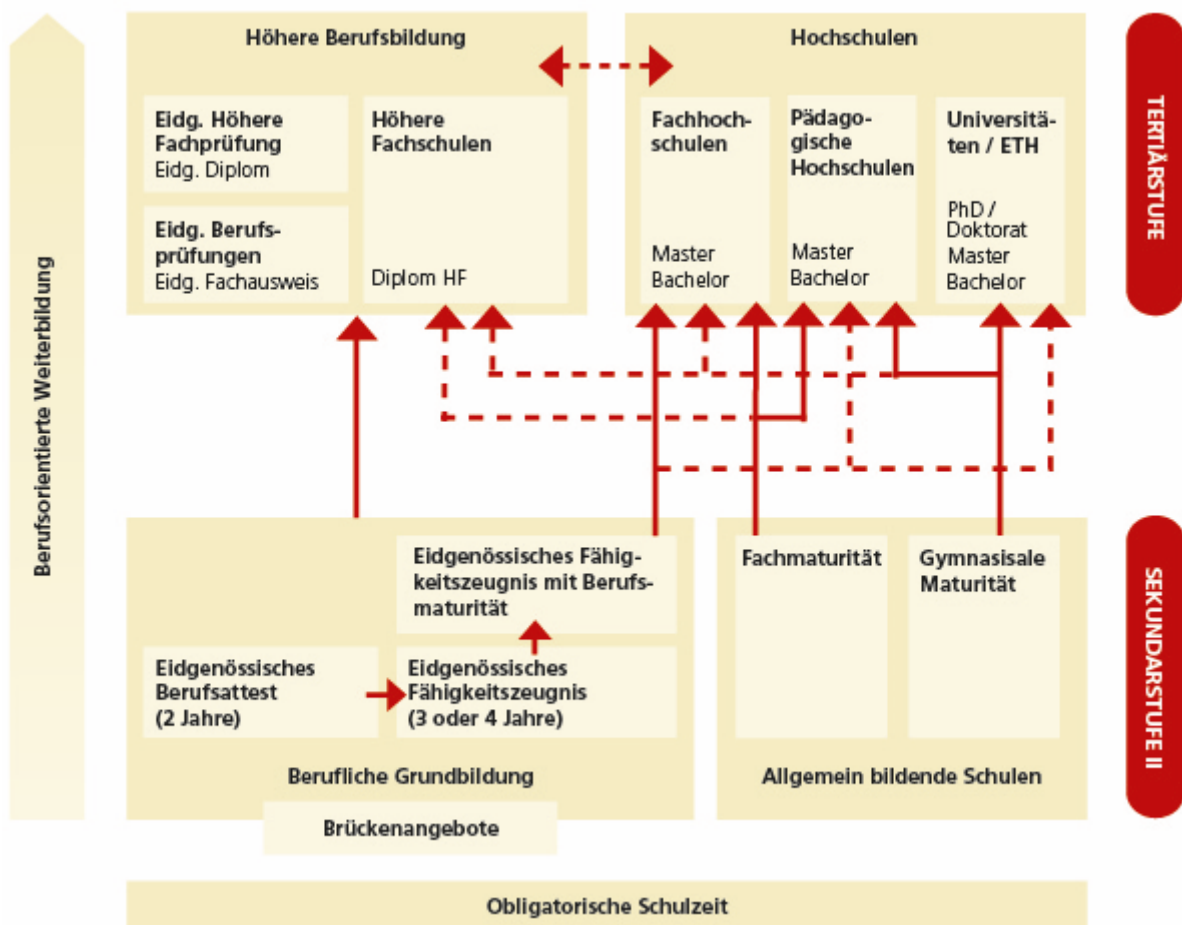 Höhere Berufsbildung
Hochschulen
Eidg. Höhere
Fachprüfung
Eidg. Diplom
Höhere
Fachschulen
Fachhoch-
schulen
Pädago-
gische
Hochschulen
Universitä-
ten / ETH
Eidg. Berufs-
prüfungen
Eidg. Fachausweis
Diplom HF
Master
Bachelor
Master
Bachelor
PhD /
Doktorat
Master
Bachelor
TERTIÄRSTUFE
Berufsorientierte Weiterbildung
Eidgenössisches Fähig-
keitszeugnis mit Berufs-
maturität
Fachmaturität
Gymnasisale
Maturität
Eidgenössisches
Berufsattest
(2 Jahre)
Eidgenössisches
Fähigkeitszeugnis
(3 oder 4 Jahre)
SEKUNDARSTUFE II
Berufliche Grundbildung
Allgemein bildende Schulen
Brückenangebote
Obligatorische Schulzeit